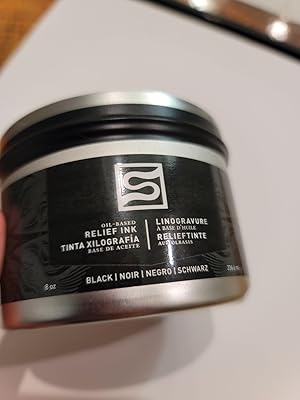 OIL-BASED
RELIEF INK
TINTA XILOGRAFÍA
BASE DE ACEITE
LINOGRAVURE
À BASE D'HUILE
RELIEFTINTE
AUF ÖLBASIS
BLACK | NOIR | NEGRO | SCHWARZ
8 oz